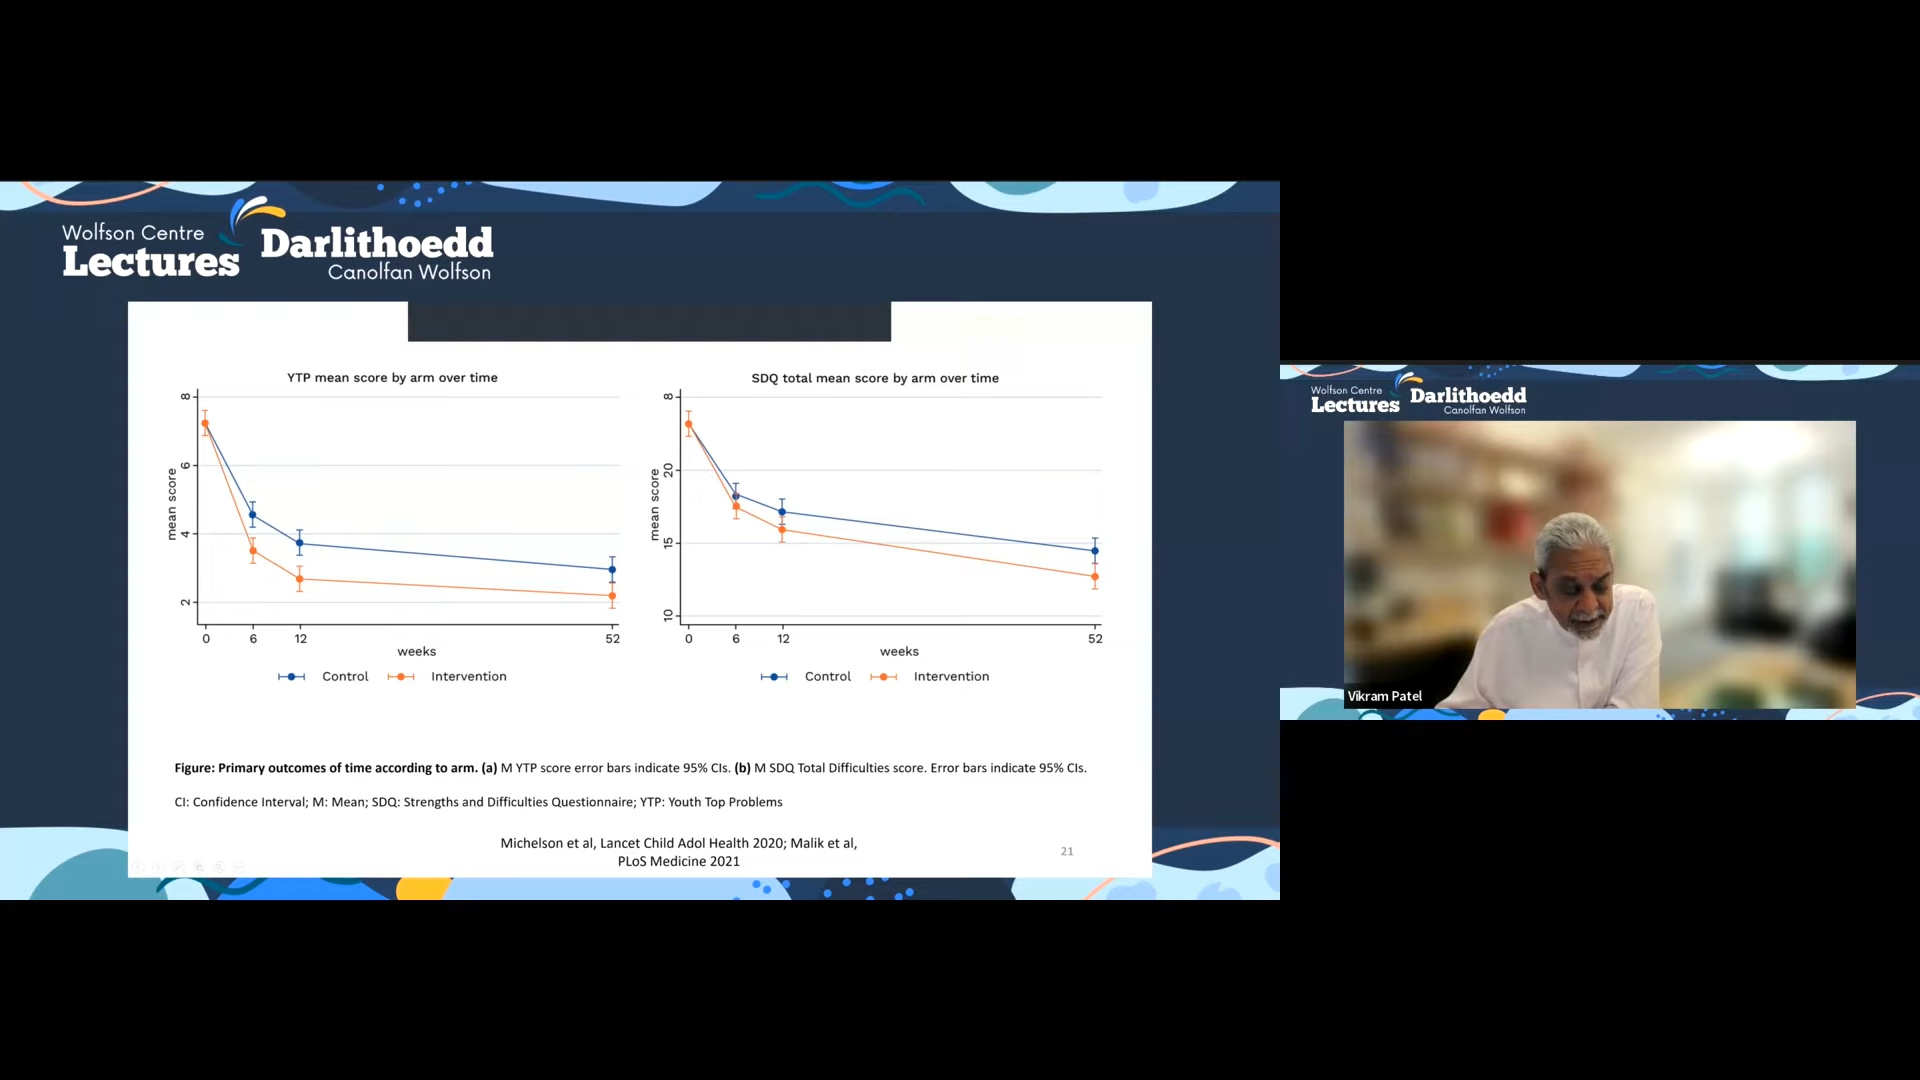 Wolfson Centre
Lectures
Darlithoedd
Canolfan Wolfson
YTP mean score by arm over time
8
6
4
2
mean score
0 6 12 52
weeks
Control Intervention
SDQ total mean score by arm over time
8
20
15
10
mean score
0 6 12 52
weeks
Control Intervention
Figure: Primary outcomes of time according to arm. (a) M YTP score error bars indicate 95% CIs. (b) M SDQ Total Difficulties score. Error bars indicate 95% CIs.
CI: Confidence Interval; M: Mean; SDQ: Strengths and Difficulties Questionnaire; YTP: Youth Top Problems
Michelson et al, Lancet Child Adol Health 2020; Malik et al,
PLoS Medicine 2021
21
Wolfson Centre
Lectures
Darlithoedd
Canolfan Wolfson
Vikram Patel